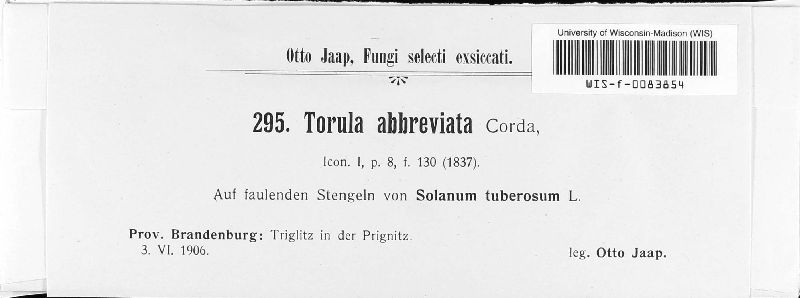 University of Wisconsin-Madison (WIS)
WIS-f-0083854
Otto Jaap, Fungi selecti exsiccati.
295. Torula abbreviata Corda,
Icon. I, p. 8, f. 130 (1837).
Auf faulenden Stengeln von Solanum tuberosum L.
Prov. Brandenburg: Triglitz in der Prignitz.
3. VI. 1906.
leg. Otto Jaap.